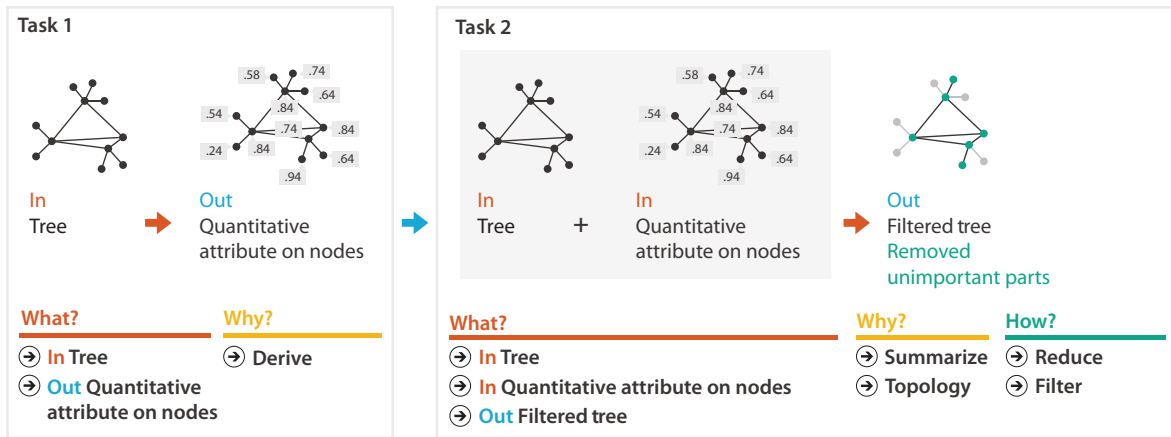 Task 1
.58
.74
.64
.54
.84
.74
.84
.24
.84
.64
.94
In
Tree
Out
Quantitative
attribute on nodes
What?
Why?
In Tree
Derive
Out Quantitative
attribute on nodes
Task 2
.58
.74
.64
.54
.84
.74
.84
.24
.84
.64
.94
In
Tree
+
In
Quantitative
attribute on nodes
Out
Filtered tree
Removed
unimportant parts
What?
Why?
How?
In Tree
Summarize
Reduce
In Quantitative attribute on nodes
Topology
Filter
Out Filtered tree